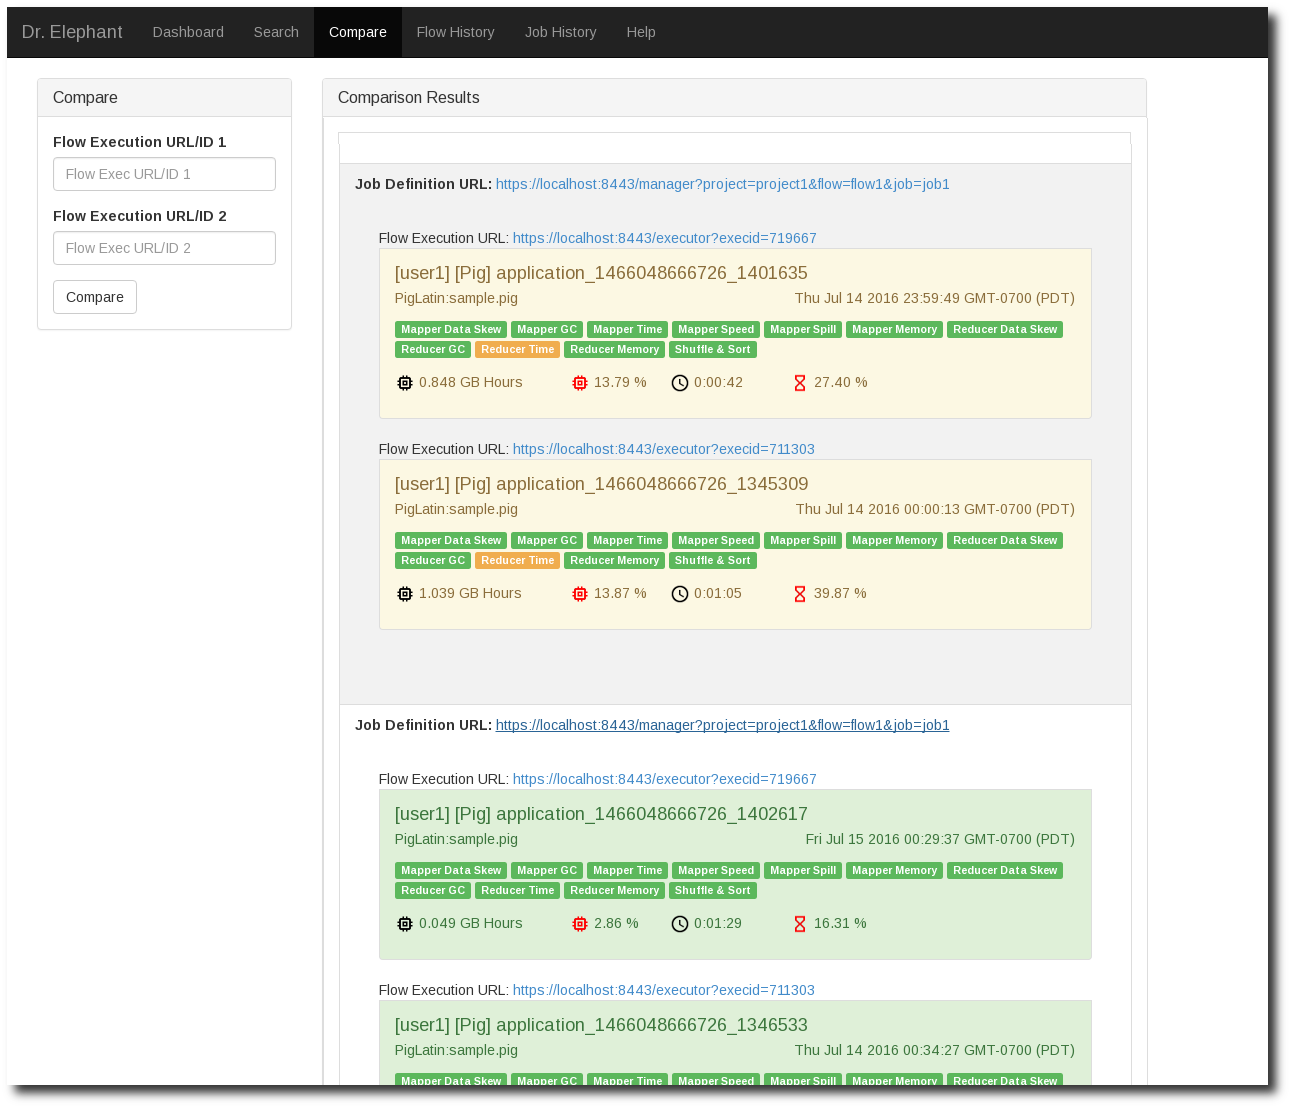 Dr. Elephant Dashboard Search Compare Flow History Job History Help
Compare
Flow Execution URL/ID 1
Flow Exec URL/ID 1
Flow Execution URL/ID 2
Flow Exec URL/ID 2
Compare
Comparison Results
Job Definition URL: https://localhost:8443/manager?project=project1&flow=flow1&job=job1
Flow Execution URL: https://localhost:8443/executor?execid=719667
[user1] [Pig] application_1466048666726_1401635
PigLatin:sample.pig Thu Jul 14 2016 23:59:49 GMT-0700 (PDT)
Mapper Data Skew Mapper GC Mapper Time Mapper Speed Mapper Spill Mapper Memory Reducer Data Skew
Reducer GC Reducer Time Reducer Memory Shuffle & Sort
0.848 GB Hours 13.79 % 0:00:42 27.40 %
Flow Execution URL: https://localhost:8443/executor?execid=711303
[user1] [Pig] application_1466048666726_1345309
PigLatin:sample.pig Thu Jul 14 2016 00:00:13 GMT-0700 (PDT)
Mapper Data Skew Mapper GC Mapper Time Mapper Speed Mapper Spill Mapper Memory Reducer Data Skew
Reducer GC Reducer Time Reducer Memory Shuffle & Sort
1.039 GB Hours 13.87 % 0:01:05 39.87 %
Job Definition URL: https://localhost:8443/manager?project=project1&flow=flow1&job=job1
Flow Execution URL: https://localhost:8443/executor?execid=719667
[user1] [Pig] application_1466048666726_1402617
PigLatin:sample.pig Fri Jul 15 2016 00:29:37 GMT-0700 (PDT)
Mapper Data Skew Mapper GC Mapper Time Mapper Speed Mapper Spill Mapper Memory Reducer Data Skew
Reducer GC Reducer Time Reducer Memory Shuffle & Sort
0.049 GB Hours 2.86 % 0:01:29 16.31 %
Flow Execution URL: https://localhost:8443/executor?execid=711303
[user1] [Pig] application_1466048666726_1346533
PigLatin:sample.pig Thu Jul 14 2016 00:34:27 GMT-0700 (PDT)
Mapper Data Skew Mapper GC Mapper Time Mapper Speed Mapper Spill Mapper Memory Reducer Data Skew